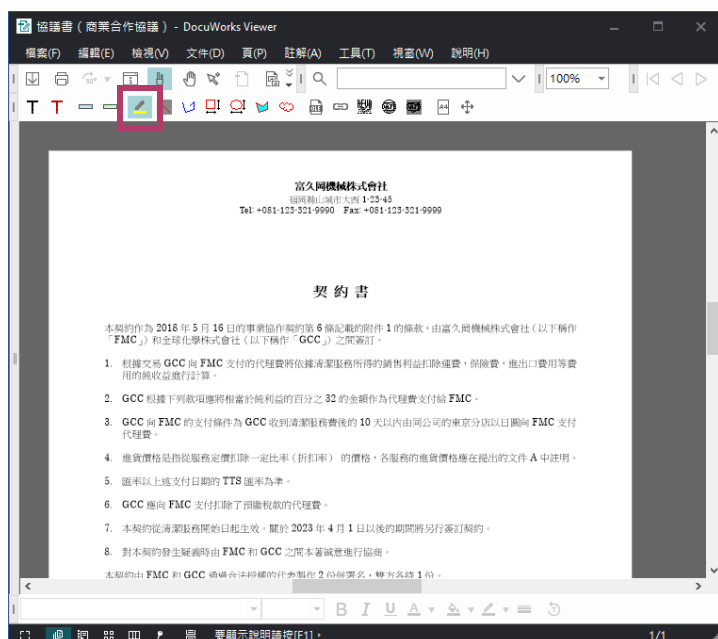 協議書（商業合作協議）- DocuWorks Viewer
檔案(F) 編輯(E) 檢視(V) 文件(D) 頁(P) 註解(A) 工具(T) 視窗(W) 說明(H)
100%
T T
富久岡機械株式會社
福岡縣山城市大西 1-23-45
Tel: +081-123-321-9990 Fax: +081-123-321-9999
契 約 書
本契約作為 2018 年 5 月 16 日的事業協作契約第 6 條記載的附件 1 的條款，由富久岡機械株式會社（以下稱作
「FMC」）和全球化學株式會社（以下稱作「GCC」）之間簽訂。
1. 根據交易 GCC 向 FMC 支付的代理費將依據清潔服務所得的銷售利益扣除運費，保險費，進出口費用等費
用的純收益進行計算。
2. GCC 根據下列款項應將相當於純利益的百分之 32 的金額作為代理費支付給 FMC。
3. GCC 向 FMC 的支付條件為 GCC 收到清潔服務費後的 10 天以內由同公司的東京分店以日圓向 FMC 支付
代理費。
4. 進貨價格是指從服務定價扣除一定比率（折扣率） 的價格，各服務的進貨價格應在提出的文件 A 中註明。
5. 匯率以上述支付日期的 TTS 匯率為準。
6. GCC 應向 FMC 支付扣除了預繳稅款的代理費。
7. 本契約從清潔服務開始日起生效。關於 2023 年 4 月 1 日以後的期間將另行簽訂契約。
8. 對本契約發生疑義時由 FMC 和 GCC 之間本著誠意進行協商。
本契約由 FMC 和 GCC 通過合法授權的代表製作 2 份併署名，雙方各持 1 份。
B I U A
要顯示說明請按[F1]。 1/1